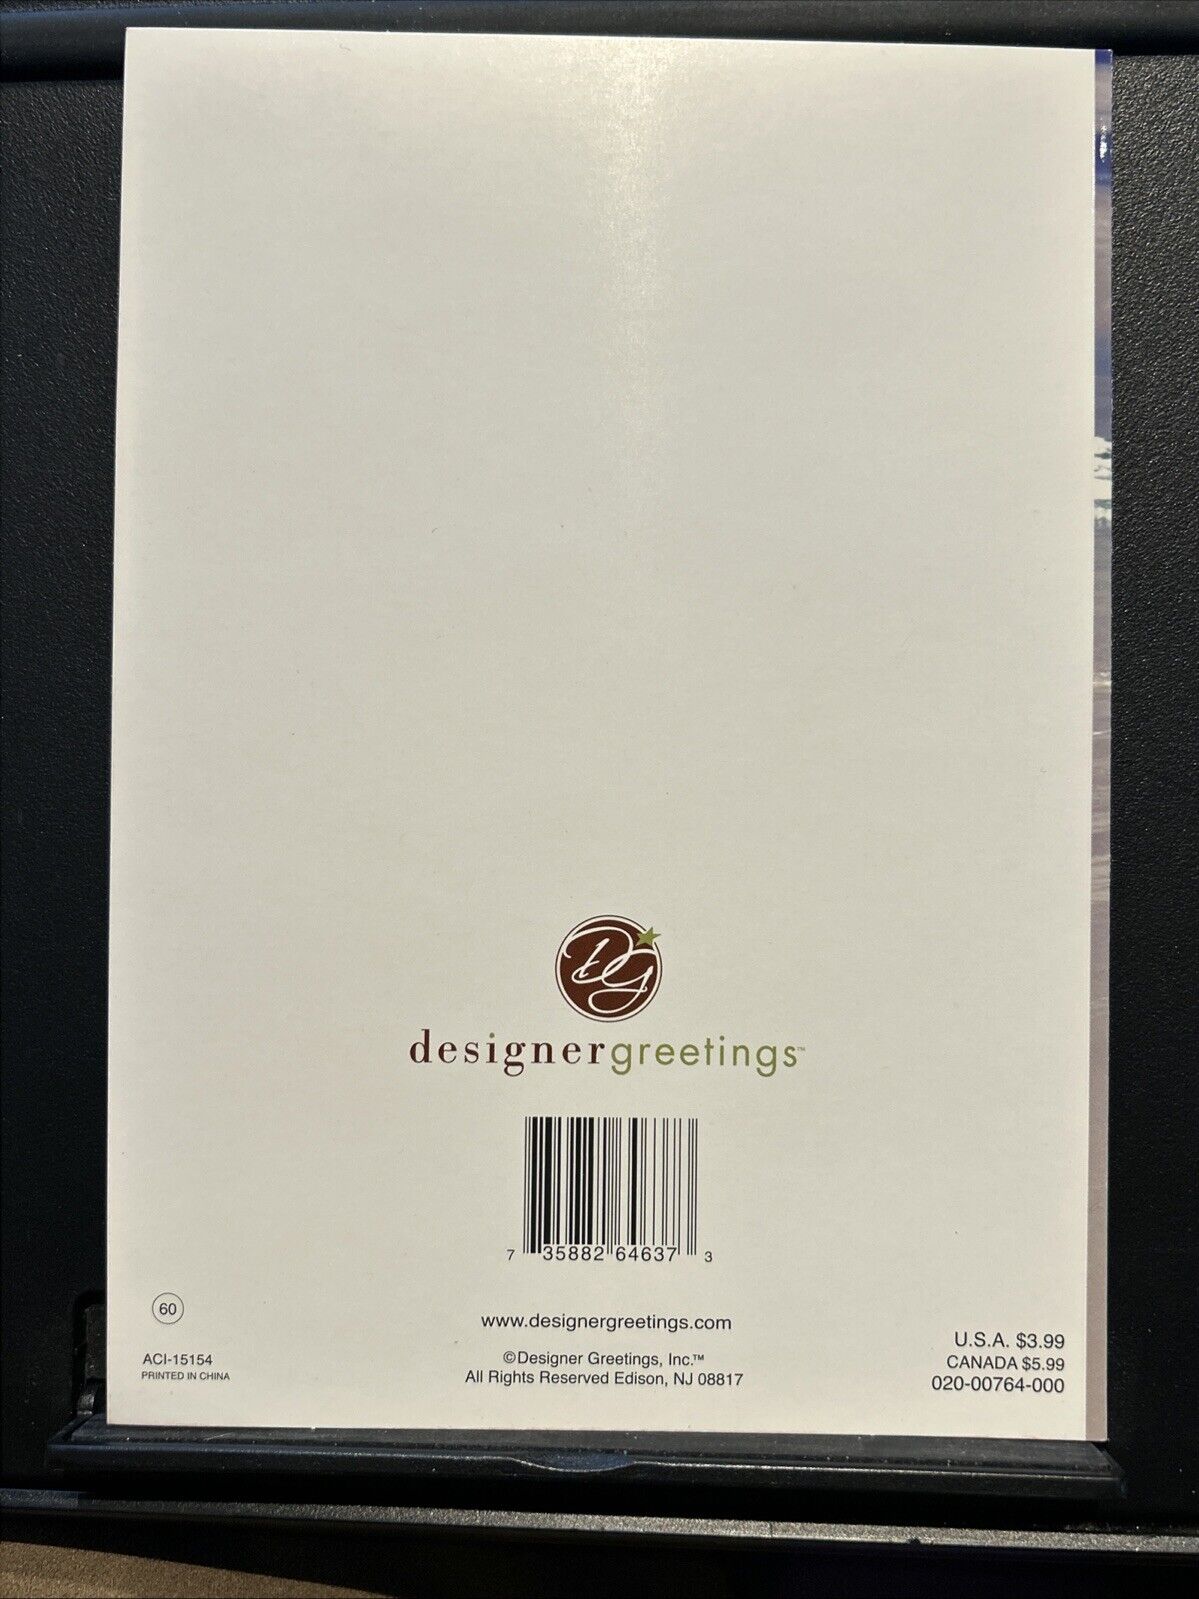 DG
designergreetings™
7 35882 64637 3
60
www.designergreetings.com
ACI-15154
PRINTED IN CHINA
©Designer Greetings, Inc.™
All Rights Reserved Edison, NJ 08817
U.S.A. $3.99
CANADA $5.99
020-00764-000